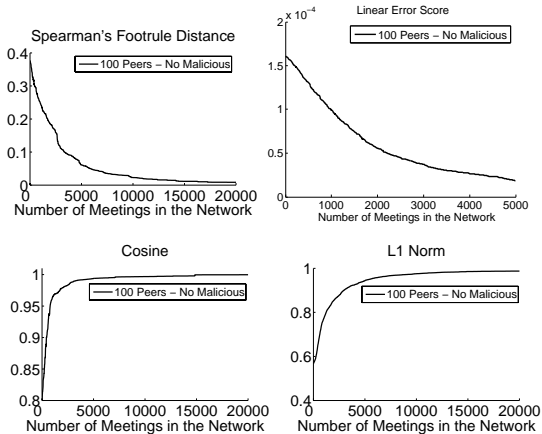 Spearman's Footrule Distance
100 Peers − No Malicious
0.4
0.3
0.2
0.1
0
0 5000 10000 15000 20000
Number of Meetings in the Network
Linear Error Score
2 x 10⁻⁴
100 Peers − No Malicious
1.5
1
0.5
0
0 1000 2000 3000 4000 5000
Number of Meetings in the Network
Cosine
100 Peers − No Malicious
1
0.95
0.9
0.85
0.8
0 5000 10000 15000 20000
Number of Meetings in the Network
L1 Norm
100 Peers − No Malicious
1
0.8
0.6
0.4
0 5000 10000 15000 20000
Number of Meetings in the Network